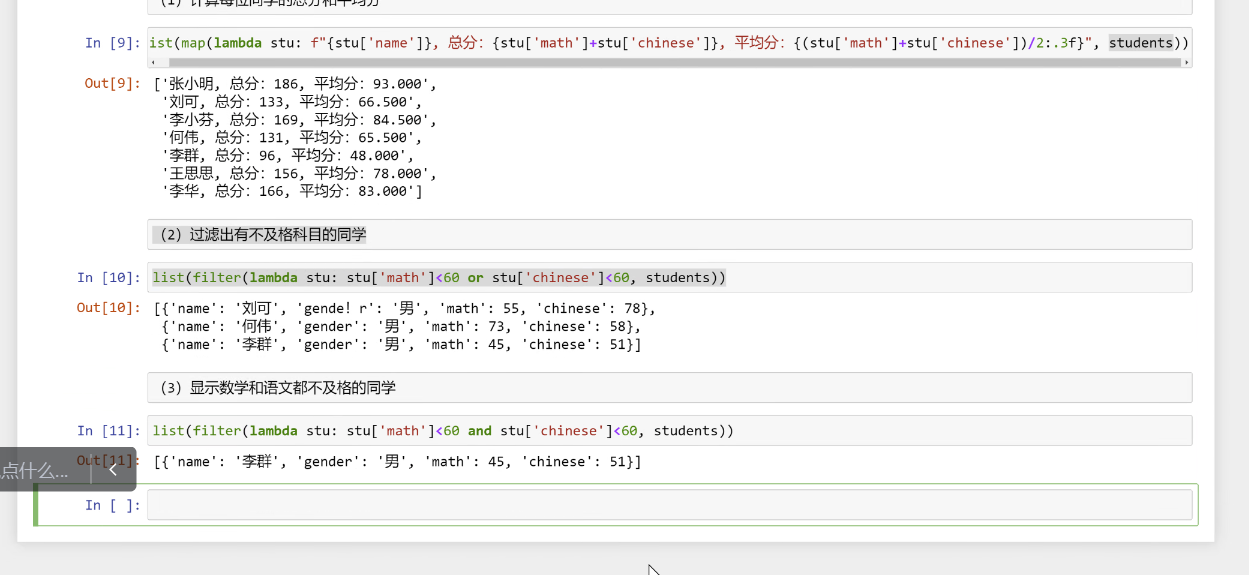 （1）计算每位同学的总分和平均分
In [9]: ist(map(lambda stu: f"{stu['name']}, 总分: {stu['math']+stu['chinese']}, 平均分: {(stu['math']+stu['chinese'])/2:.3f}", students))
Out[9]: ['张小明, 总分: 186, 平均分: 93.000',
'刘可, 总分: 133, 平均分: 66.500',
'李小芬, 总分: 169, 平均分: 84.500',
'何伟, 总分: 131, 平均分: 65.500',
'李群, 总分: 96, 平均分: 48.000',
'王思思, 总分: 156, 平均分: 78.000',
'李华, 总分: 166, 平均分: 83.000']
（2）过滤出有不及格科目的同学
In [10]: list(filter(lambda stu: stu['math']<60 or stu['chinese']<60, students))
Out[10]: [{'name': '刘可', 'gende! r': '男', 'math': 55, 'chinese': 78},
{'name': '何伟', 'gender': '男', 'math': 73, 'chinese': 58},
{'name': '李群', 'gender': '男', 'math': 45, 'chinese': 51}]
（3）显示数学和语文都不及格的同学
In [11]: list(filter(lambda stu: stu['math']<60 and stu['chinese']<60, students))
Out[11]: [{'name': '李群', 'gender': '男', 'math': 45, 'chinese': 51}]
点什么...
In [ ]: